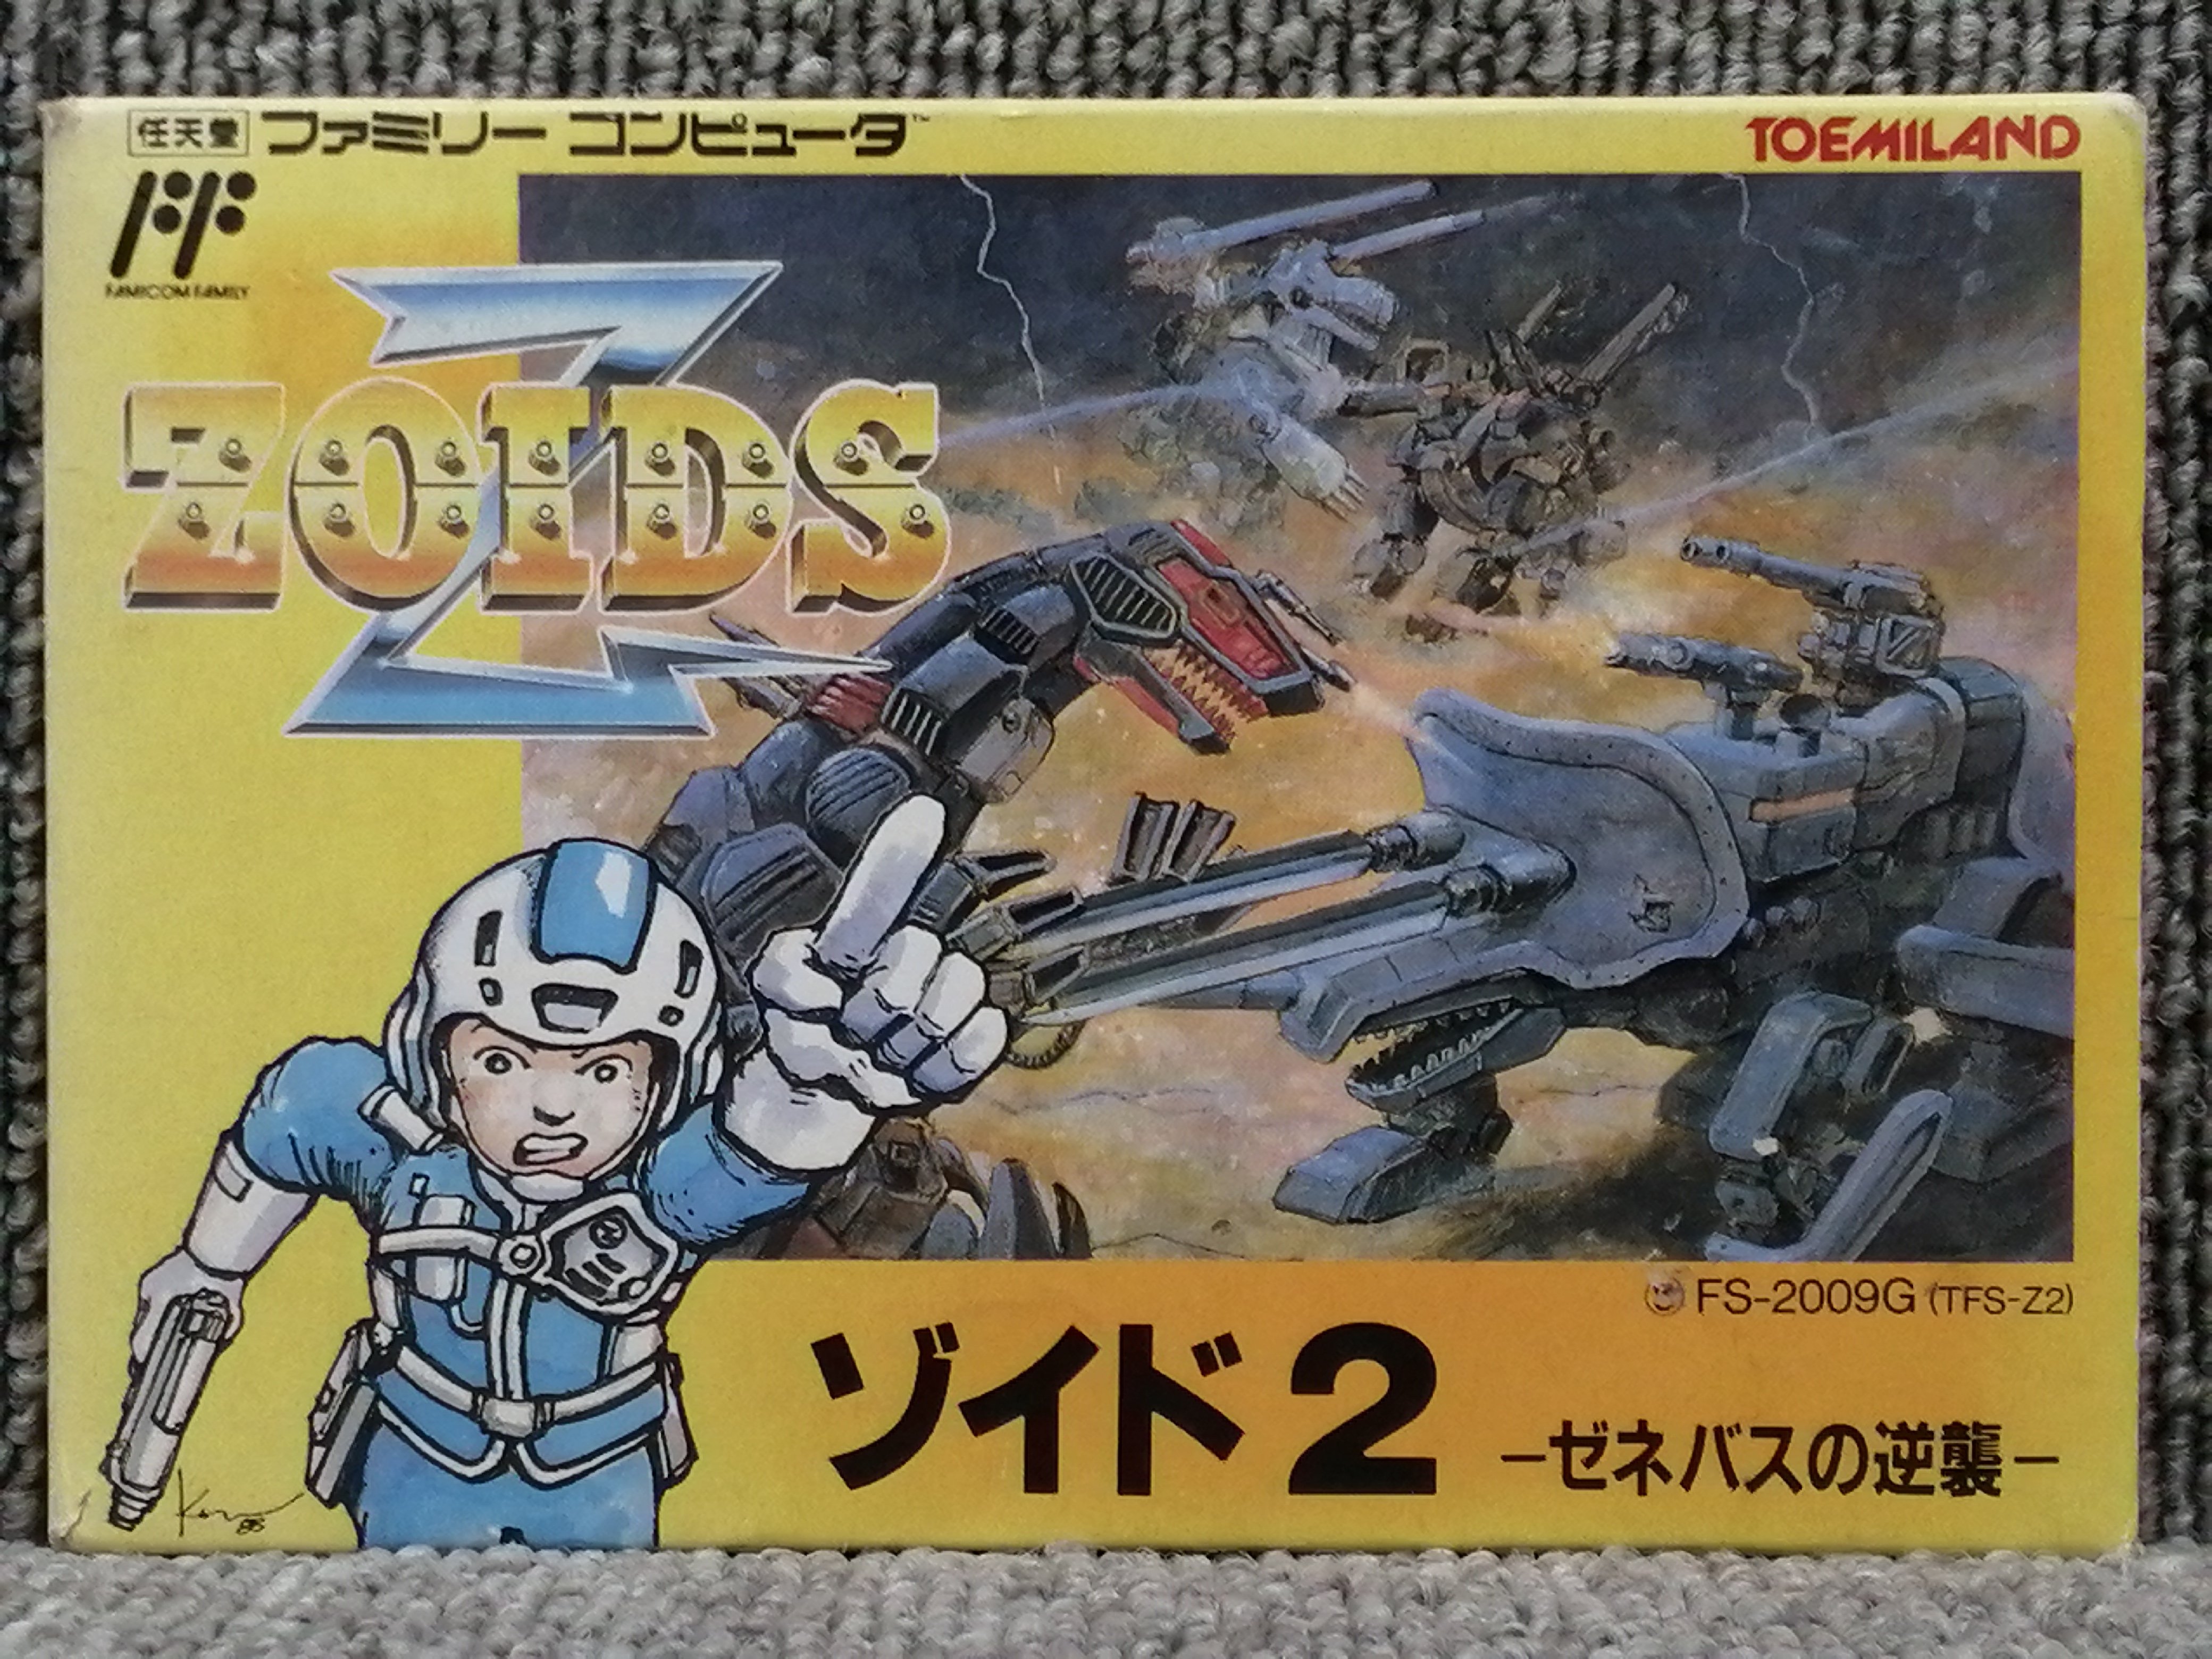 任天堂 ファミリー コンピュータ™
TOEMILAND
FAMICOM FAMILY
ZOIDS
FS-2009G (TFS-Z2)
ゾイド2
−ゼネバスの逆襲−